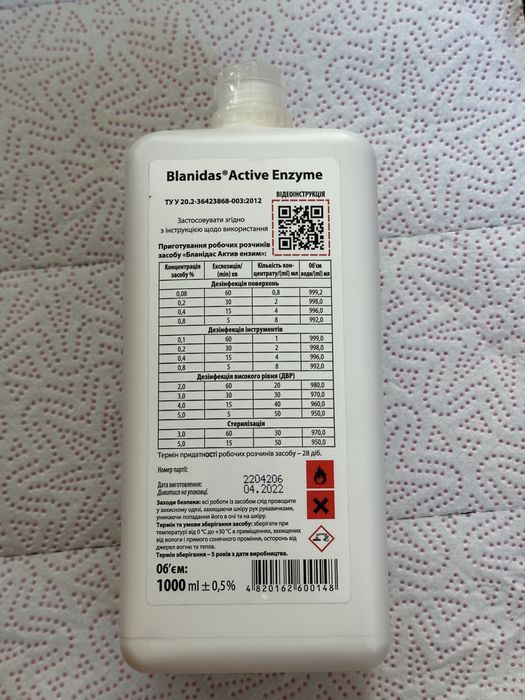 Blanidas®Active Enzyme
ТУ У 20.2-36423868-003:2012
ВІДЕОІНСТРУКЦІЯ
Застосовувати згідно
з інструкцією щодо використання
Приготування робочих розчинів
засобу «Бланідас Актив ензим»:
Концентрація засобу % Експозиція/ (min) хв Кількість концентрату/(ml) мл Об'єм води/(ml) мл
Дезінфекція поверхонь
0,08 60 0,8 999,2
0,2 30 2 998,0
0,4 15 4 996,0
0,8 5 8 992,0
Дезінфекція інструментів
0,1 60 1 999,0
0,2 30 2 998,0
0,4 15 4 996,0
0,8 5 8 992,0
Дезінфекція високого рівня (ДВР)
2,0 60 20 980,0
3,0 30 30 970,0
4,0 15 40 960,0
5,0 5 50 950,0
Стерилізація
3,0 60 30 970,0
5,0 15 50 950,0
Термін придатності робочих розчинів засобу – 28 діб.
Номер партії: 2204206
Дата виготовлення: 04.2022
Дивитися на упаковці.
Заходи безпеки: всі роботи із засобом слід проводити
у захисному одязі, захищаючи шкіру рук рукавичками,
уникаючи попадання його в очі та на шкіру.
Термін та умови зберігання засобу: зберігати при
температурі від 0 °С до +30 °С в приміщеннях, захищених
від вологи і прямого сонячного проміння, осторонь від
джерел вогню та тепла.
Термін зберігання – 5 років з дати виробництва.
Об'єм:
1000 ml ± 0,5%
4 820162 600148